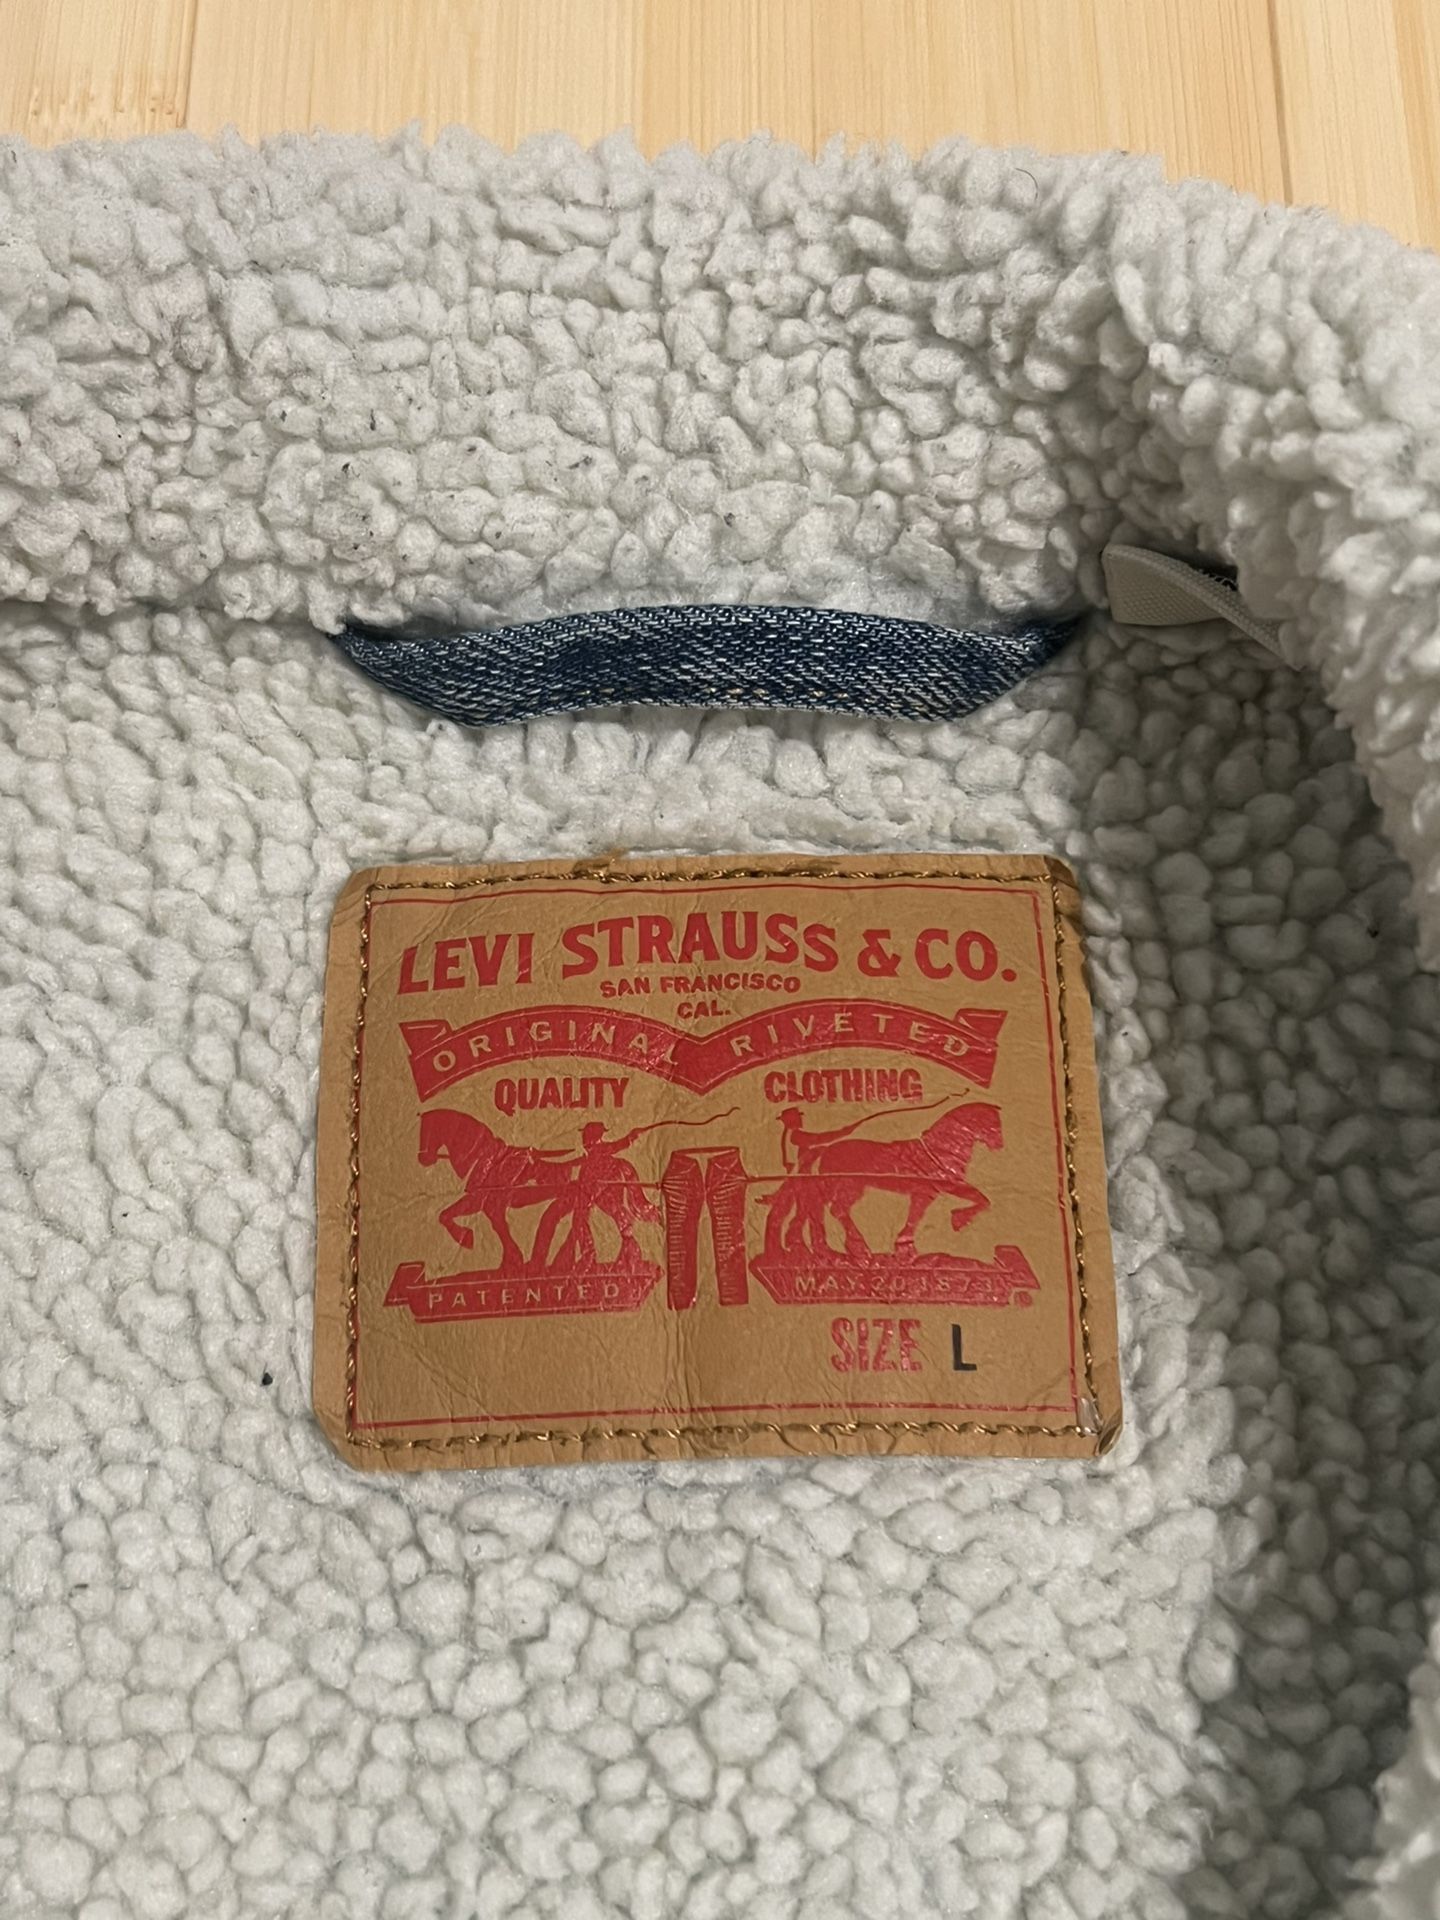 LEVI STRAUSS & CO.
SAN FRANCISCO
CAL.
ORIGINAL RIVETED
QUALITY CLOTHING
PATENTED MAY 20 1873 ®
SIZE L